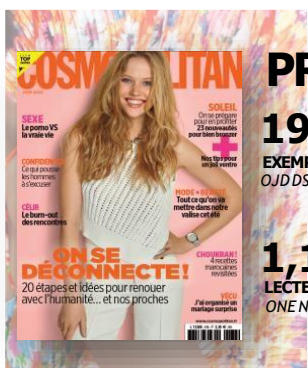 TOP
COSMOPOLITAN
SEXE
Le porno VS
la vraie vie
CONFIDENCES
Ce qui pousse
les hommes
à s'excuser
CÉLIB
Le burn-out
des rencontres
SOLEIL
On se prépare
pour en profiter
23 nouveautés
pour bien bronzer
+
Nos tips pour
un joli ventre
MODE + BEAUTÉ
Tout ce qu'on va
mettre dans notre
valise cet été
CHOUKRAN!
4 recettes
marocaines
revisitées
ON SE
DÉCONNECTE!
20 étapes et idées pour renouer
avec l'humanité... et nos proches
VÉCU
J'ai organisé un
mariage surprise
PR
19
EXEM
OJD DS
1,1
LECTE
ONE N